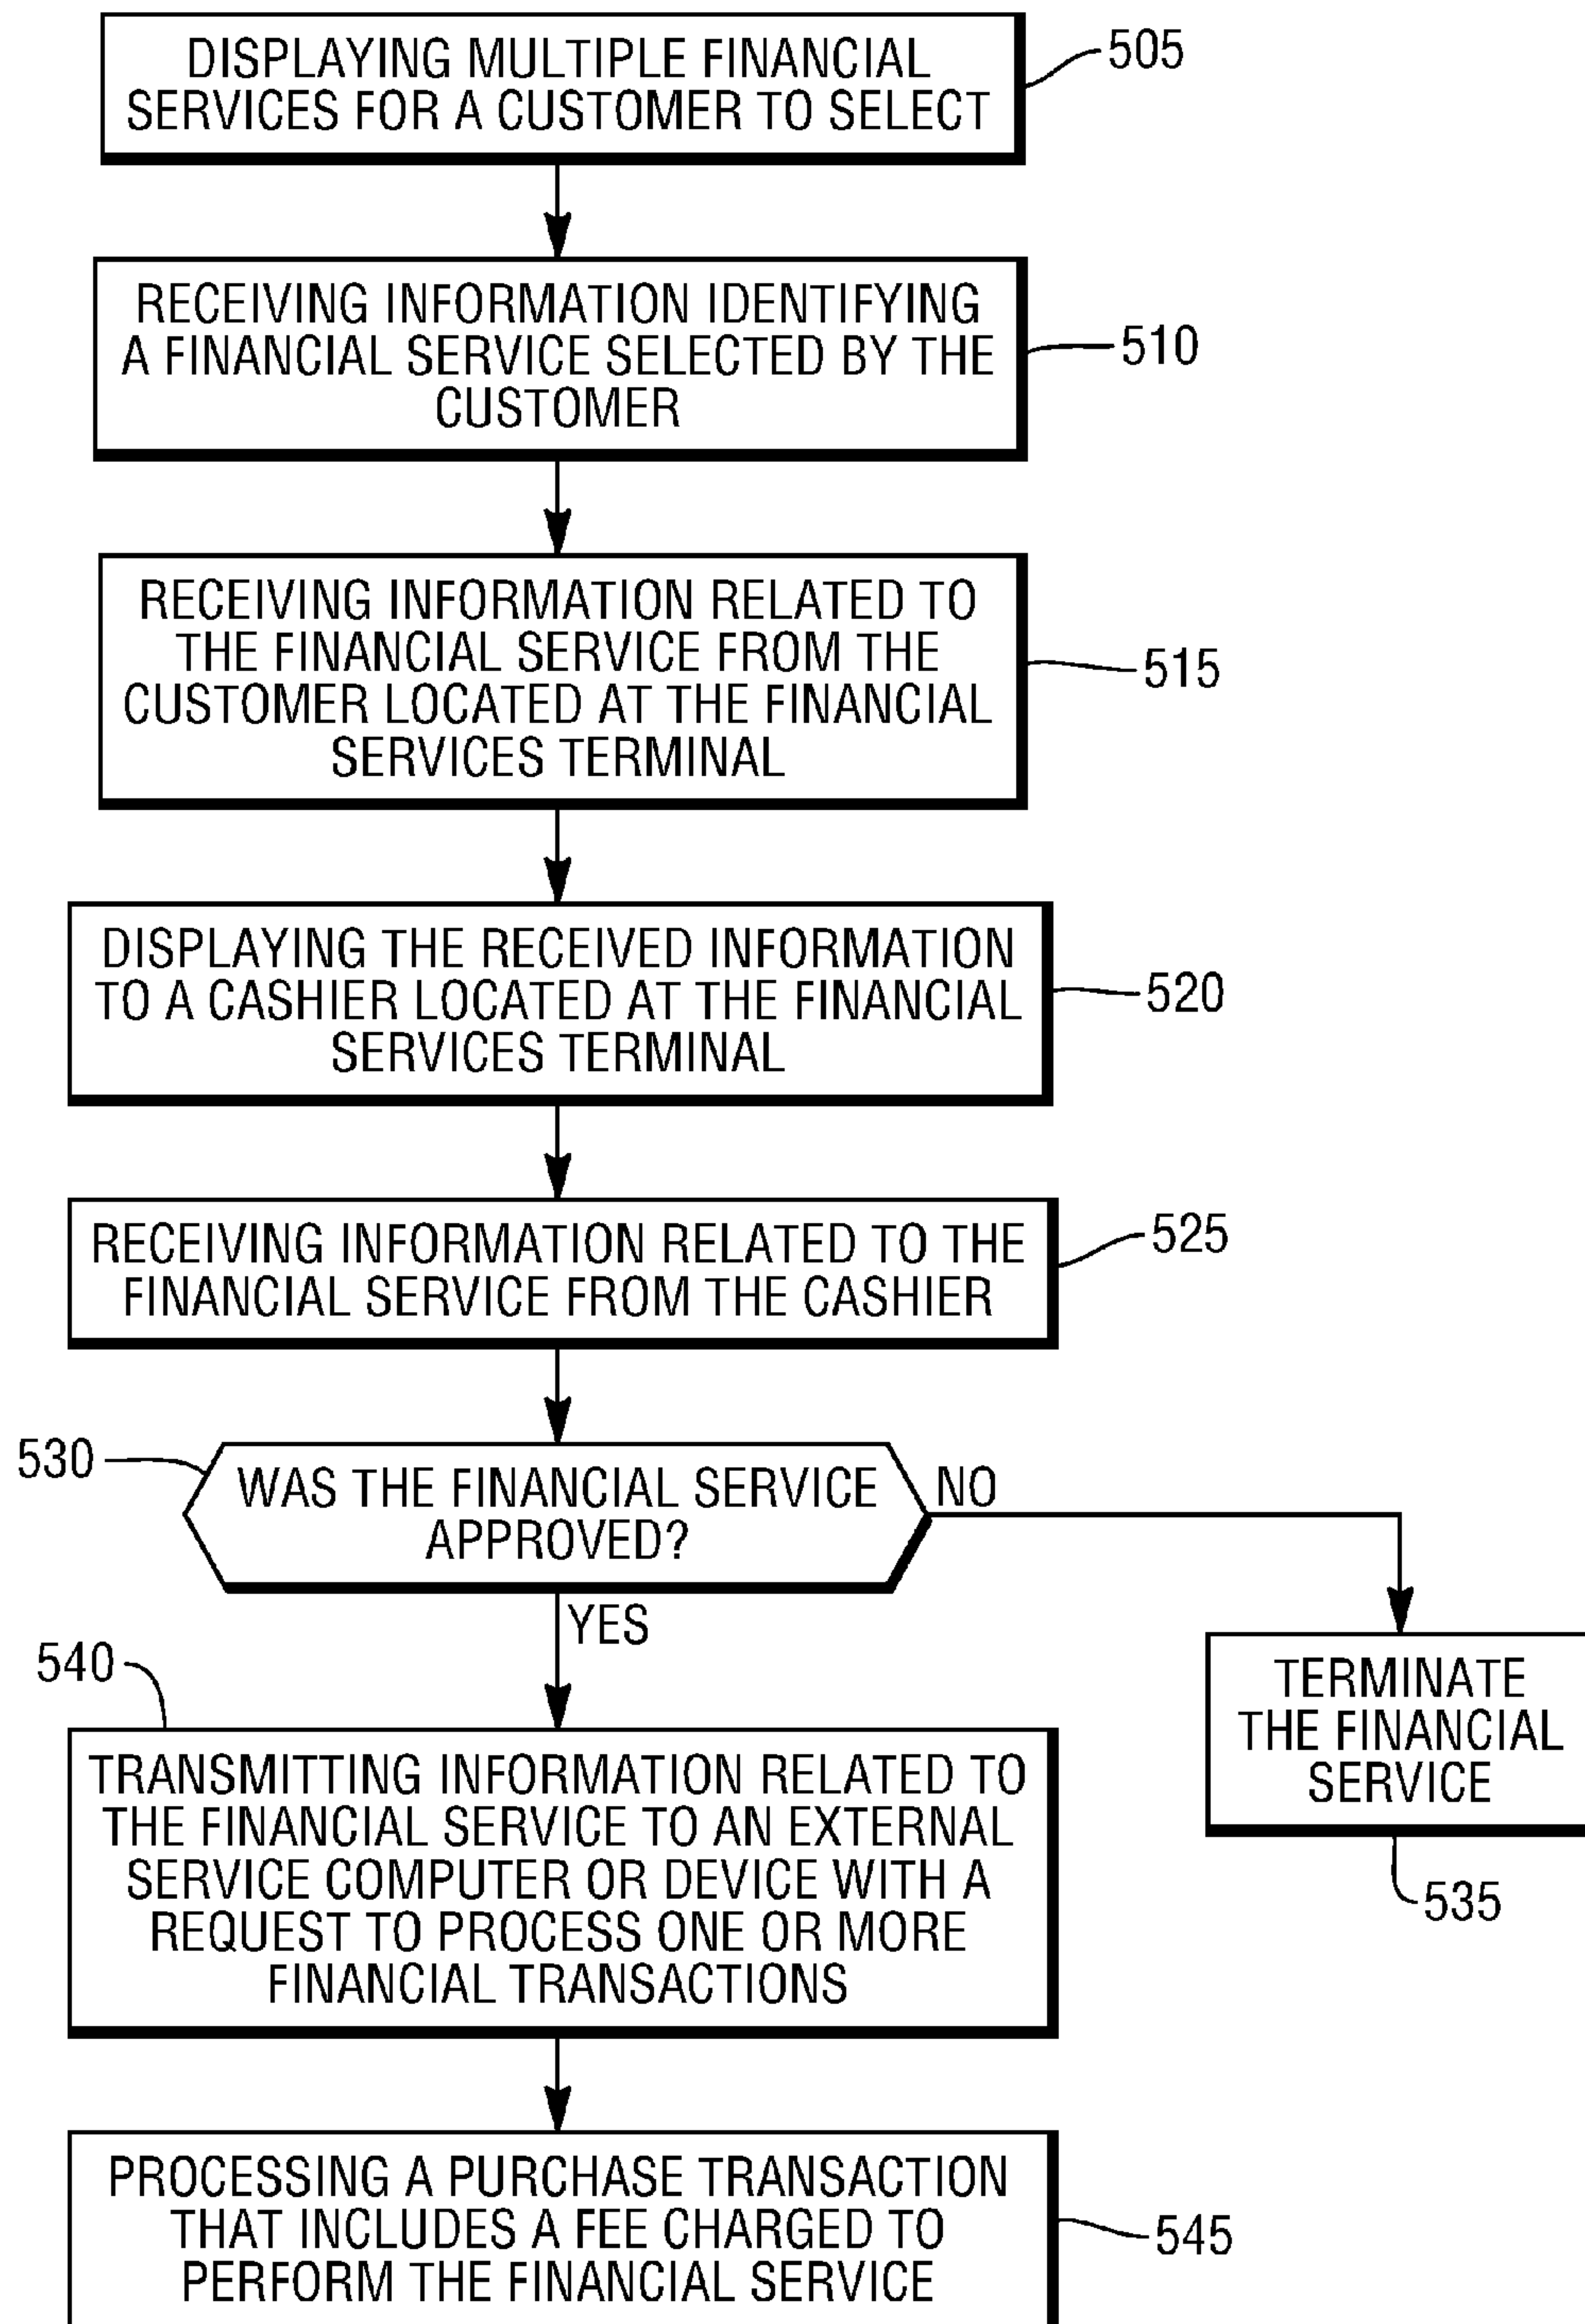 DISPLAYING MULTIPLE FINANCIAL
SERVICES FOR A CUSTOMER TO SELECT
505
RECEIVING INFORMATION IDENTIFYING
A FINANCIAL SERVICE SELECTED BY THE
CUSTOMER
510
RECEIVING INFORMATION RELATED TO
THE FINANCIAL SERVICE FROM THE
CUSTOMER LOCATED AT THE FINANCIAL
SERVICES TERMINAL
515
DISPLAYING THE RECEIVED INFORMATION
TO A CASHIER LOCATED AT THE FINANCIAL
SERVICES TERMINAL
520
RECEIVING INFORMATION RELATED TO THE
FINANCIAL SERVICE FROM THE CASHIER
525
530
WAS THE FINANCIAL SERVICE
APPROVED?
NO
YES
TERMINATE
THE FINANCIAL
SERVICE
535
540
TRANSMITTING INFORMATION RELATED TO
THE FINANCIAL SERVICE TO AN EXTERNAL
SERVICE COMPUTER OR DEVICE WITH A
REQUEST TO PROCESS ONE OR MORE
FINANCIAL TRANSACTIONS
PROCESSING A PURCHASE TRANSACTION
THAT INCLUDES A FEE CHARGED TO
PERFORM THE FINANCIAL SERVICE
545